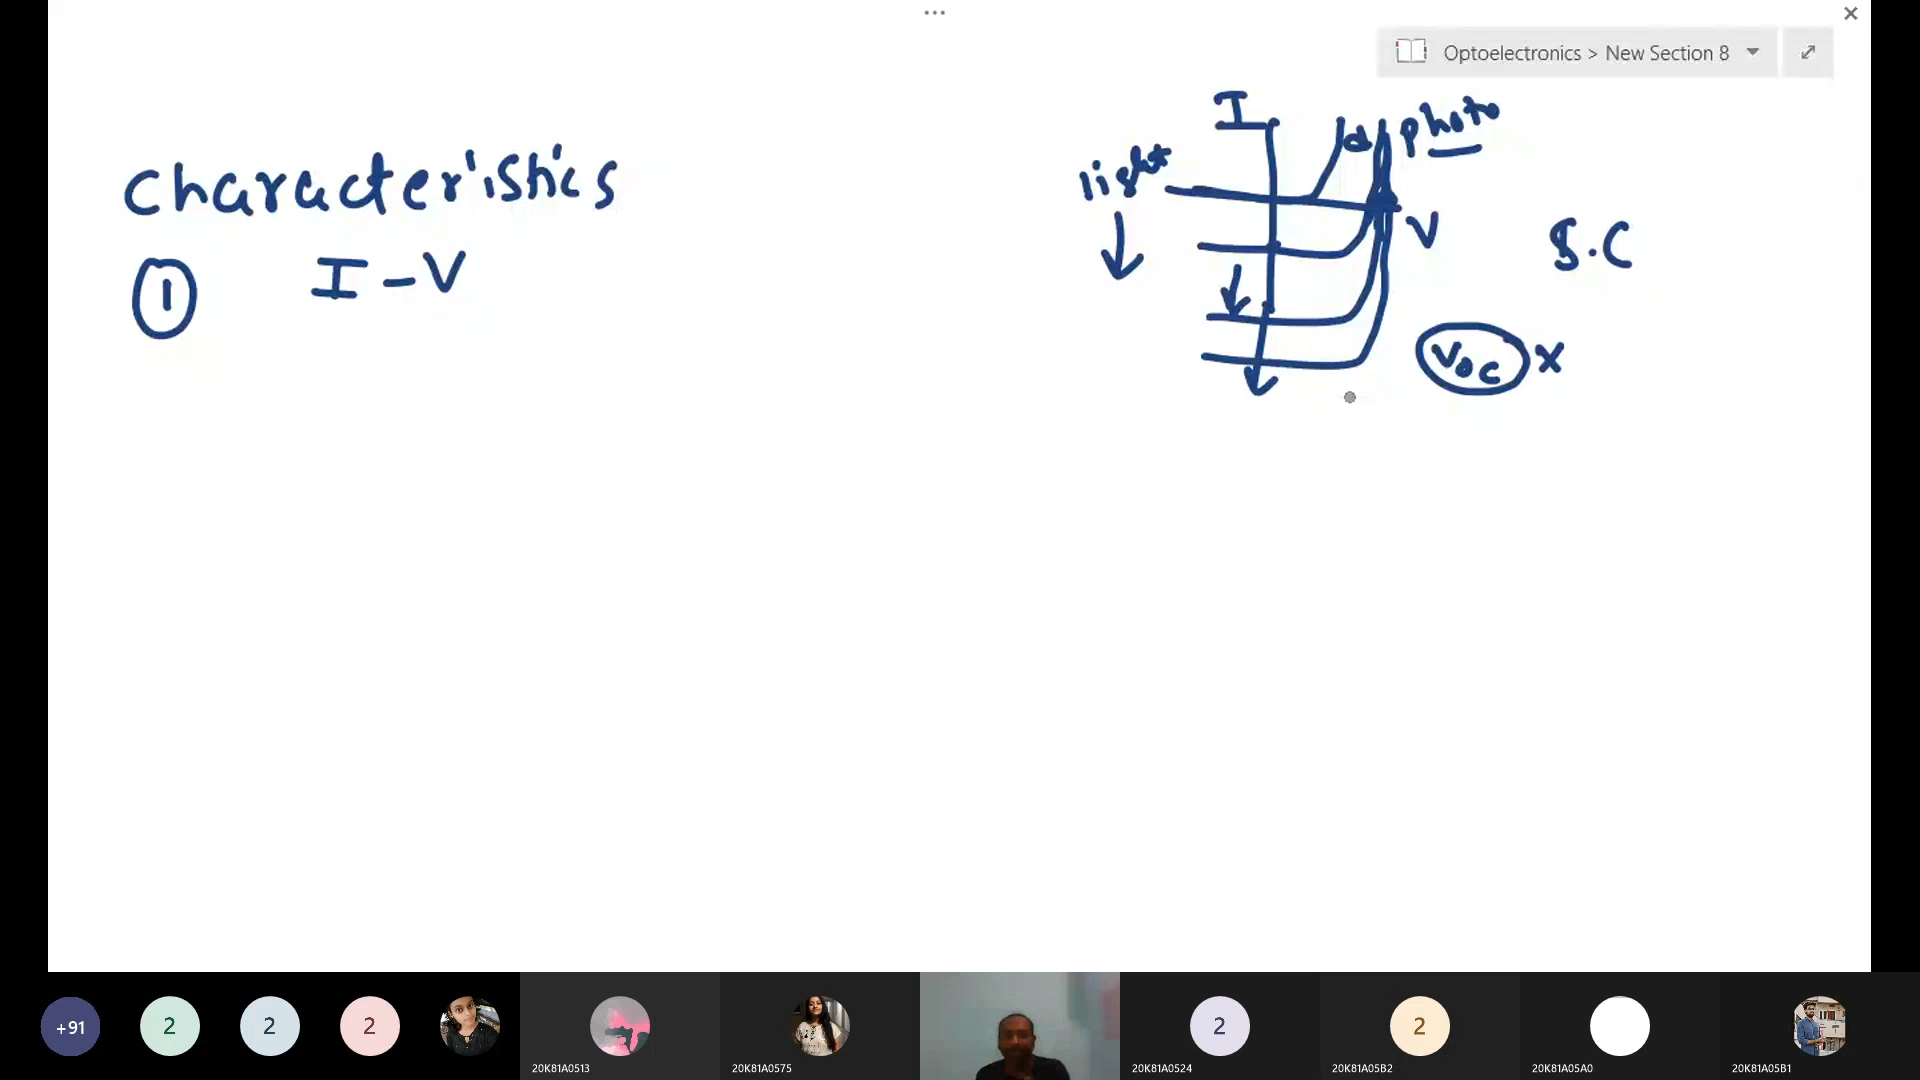 Optoelectronics > New Section 8
I
photo
light
characteristics
V
S.C
1 I-V
Voc x
+91
2
2
2
2
2
20K81A0513
20K81A0575
20K81A0524
20K81A05B2
20K81A05A0
20K81A05B1